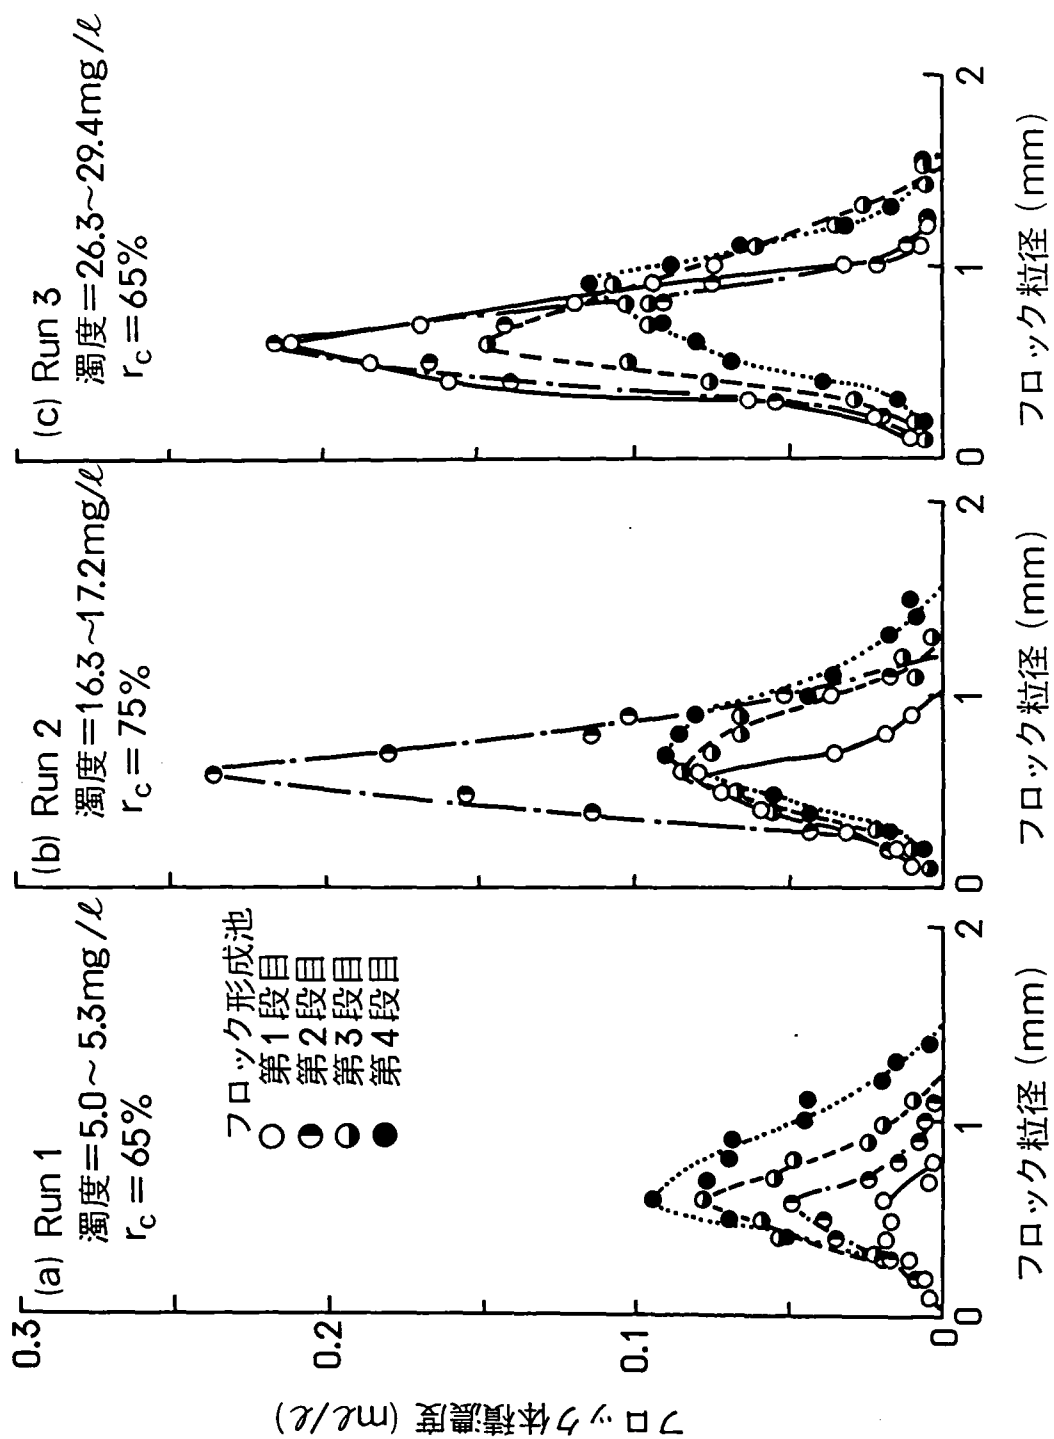 (a) Run 1
濁度=5.0~5.3mg/ℓ
rc=65%
フロック形成池
○ 第1段目
◓ 第2段目
◑ 第3段目
● 第4段目
(b) Run 2
濁度=16.3~17.2mg/ℓ
rc=75%
(c) Run 3
濁度=26.3~29.4mg/ℓ
rc=65%
フロック体積濃度 (mℓ/ℓ)
0.3
0.2
0.1
0
0
1
2
フロック粒径 (mm)
0
1
2
フロック粒径 (mm)
0
1
2
フロック粒径 (mm)